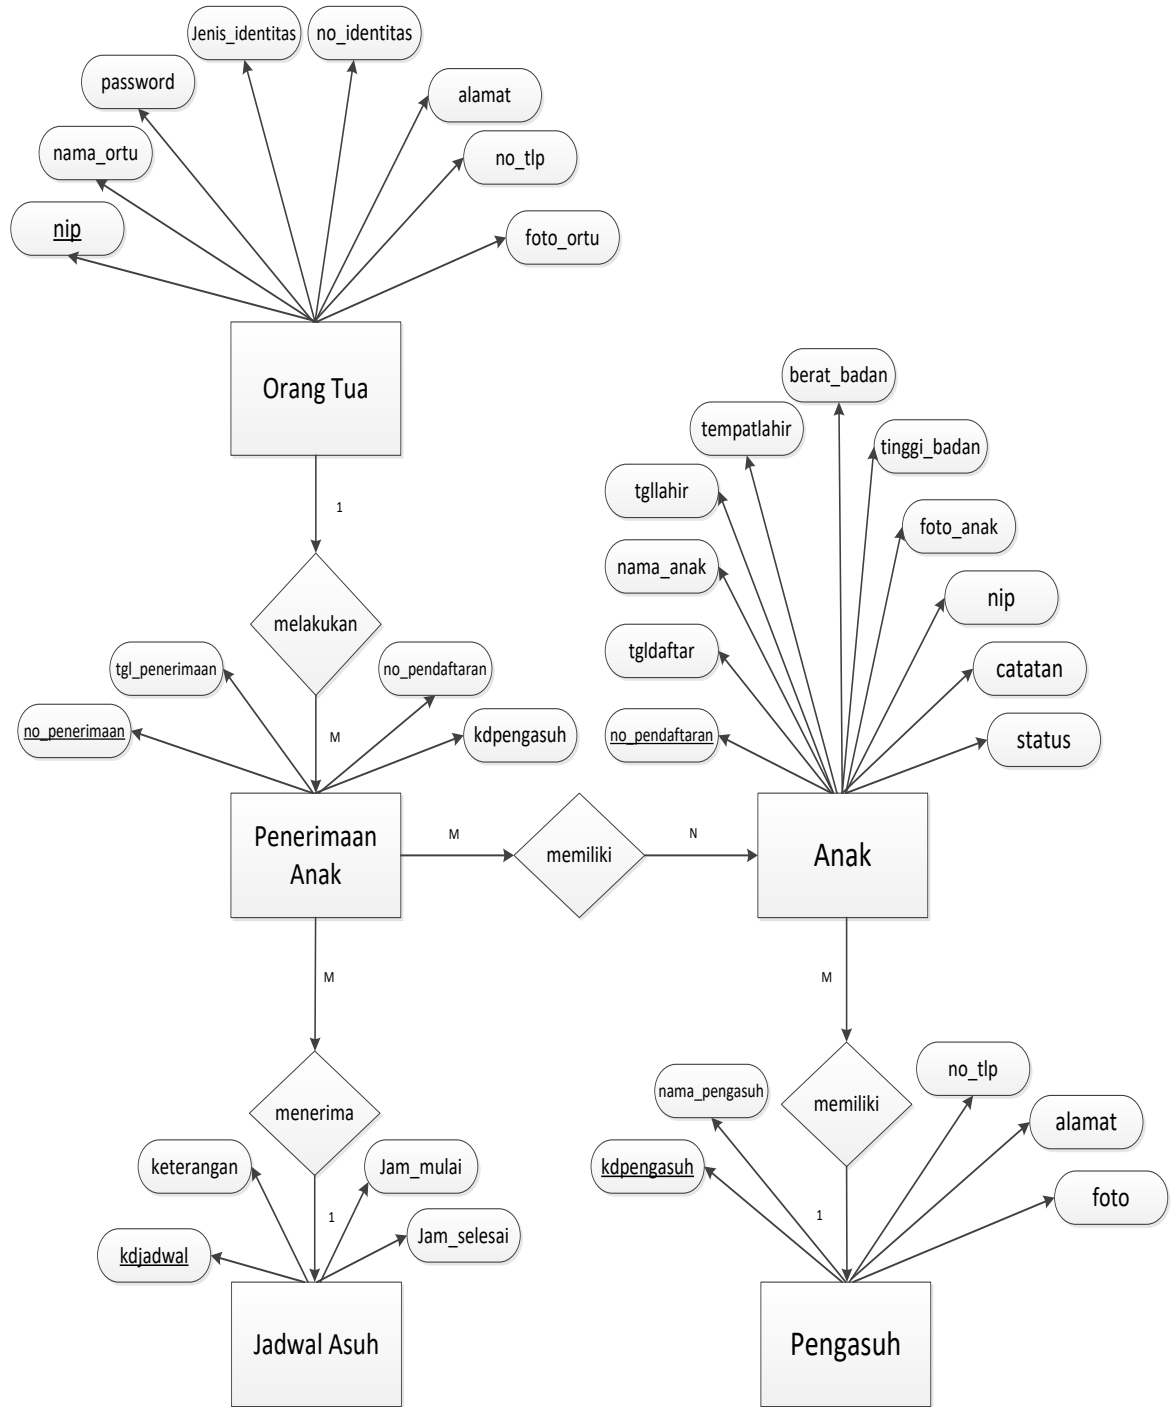 Jenis_identitas
no_identitas
password
alamat
nama_ortu
no_tlp
nip
foto_ortu
Orang Tua
1
melakukan
M
tgl_penerimaan
no_pendaftaran
no_penerimaan
kdpengasuh
Penerimaan
Anak
M
memiliki
N
berat_badan
tempatlahir
tinggi_badan
tgllahir
foto_anak
nama_anak
nip
tgldaftar
catatan
no_pendaftaran
status
Anak
M
menerima
1
keterangan
Jam_mulai
kdjadwal
Jam_selesai
Jadwal Asuh
M
memiliki
1
nama_pengasuh
no_tlp
kdpengasuh
alamat
foto
Pengasuh